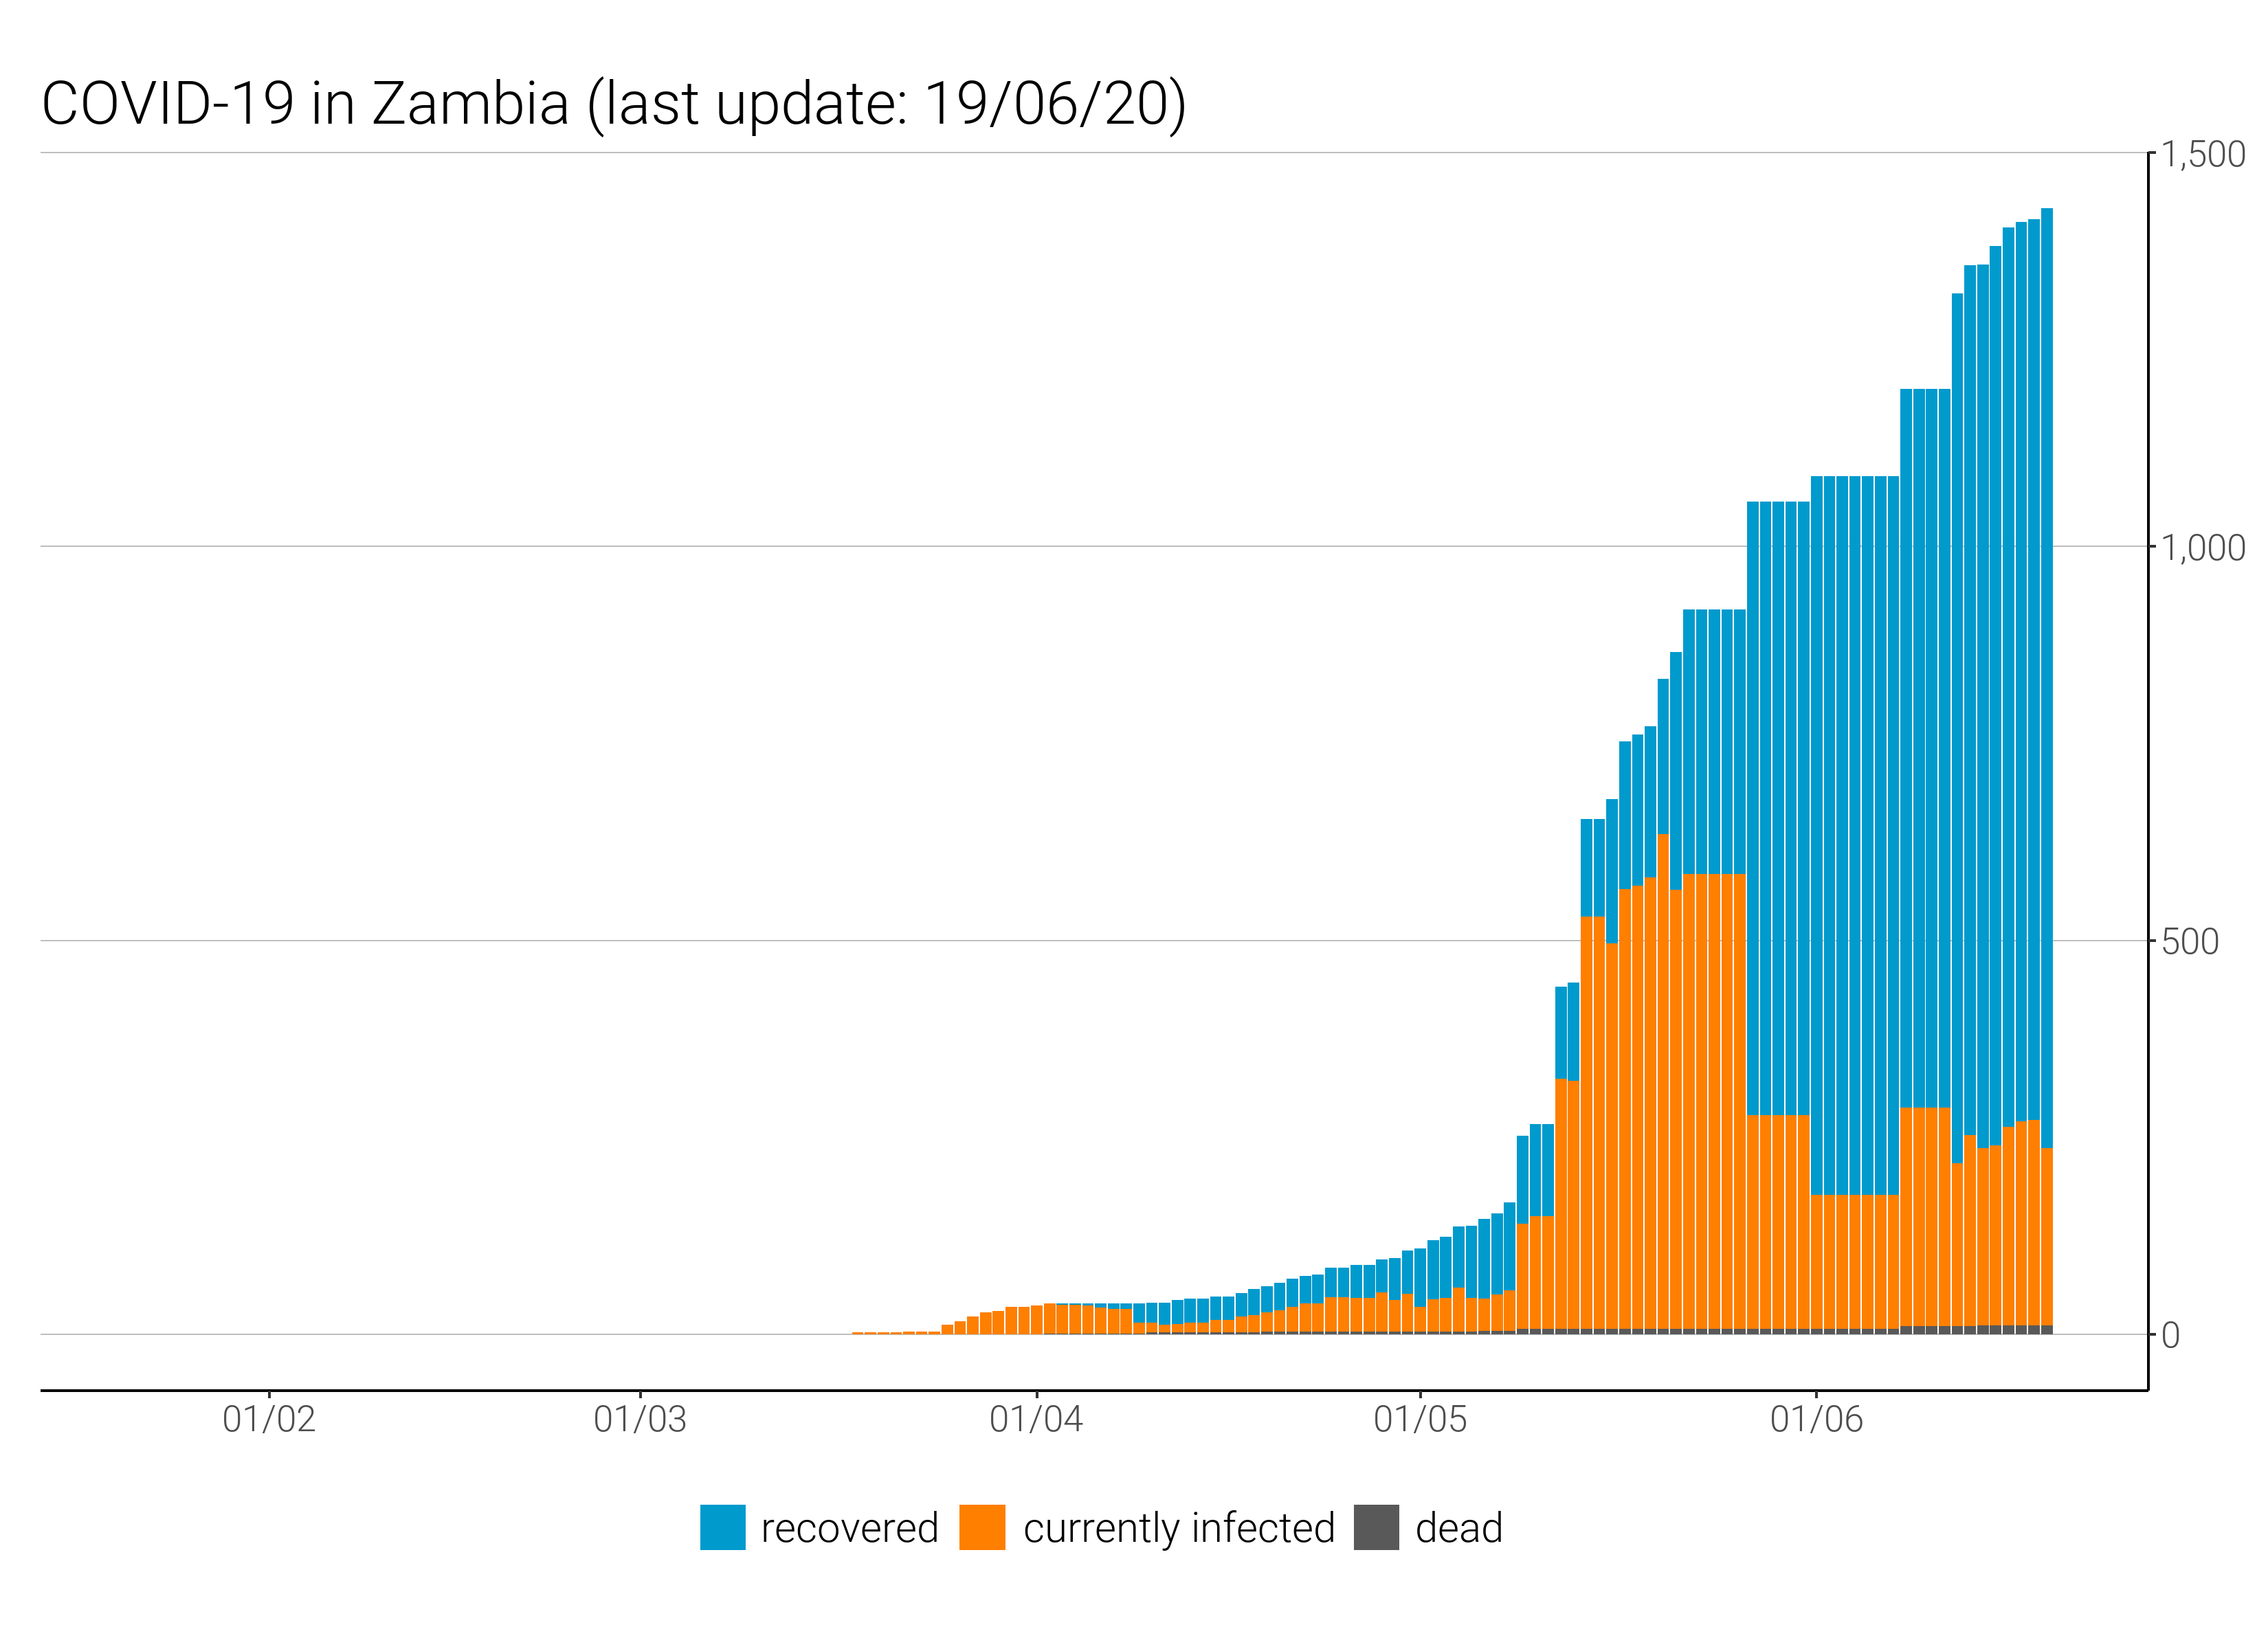 COVID-19 in Zambia (last update: 19/06/20)
1,500
1,000
500
0
01/02 01/03 01/04 01/05 01/06
recovered currently infected dead